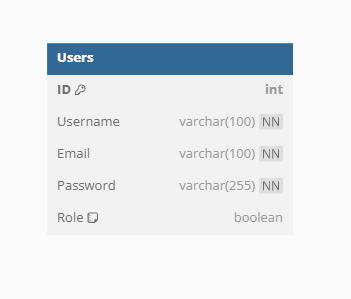 Users
ID int
Username varchar(100) NN
Email varchar(100) NN
Password varchar(255) NN
Role boolean